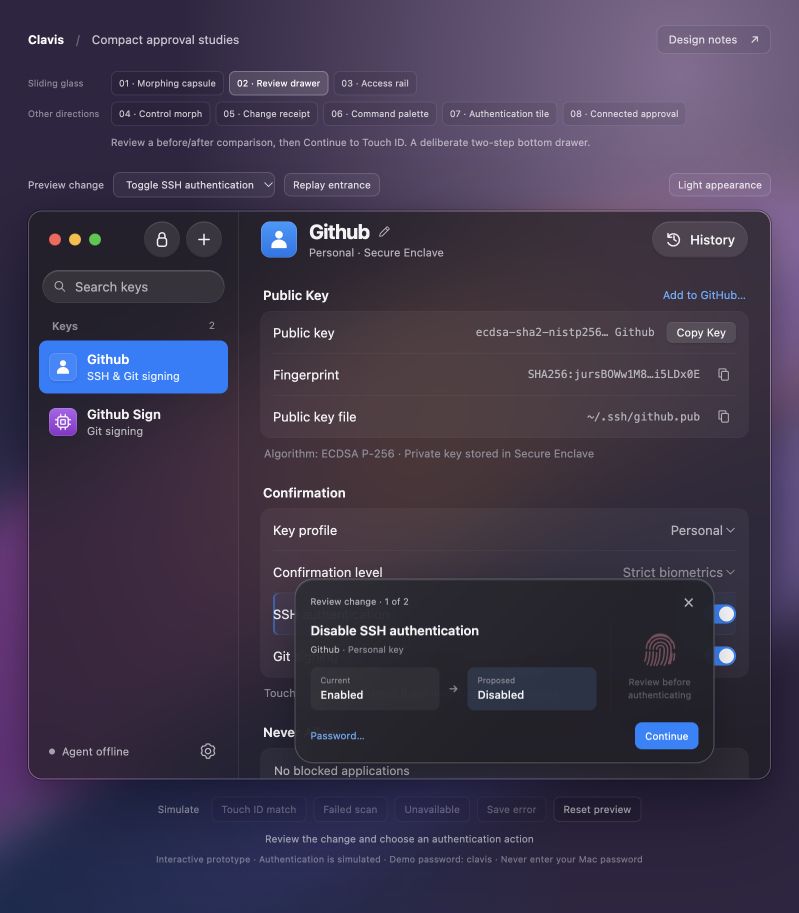 Clavis / Compact approval studies
Design notes ↗
Sliding glass 01 · Morphing capsule 02 · Review drawer 03 · Access rail
Other directions 04 · Control morph 05 · Change receipt 06 · Command palette 07 · Authentication tile 08 · Connected approval
Review a before/after comparison, then Continue to Touch ID. A deliberate two-step bottom drawer.
Preview change Toggle SSH authentication Replay entrance Light appearance
Search keys
Keys 2
Github
SSH & Git signing
Github Sign
Git signing
Agent offline
Github
Personal · Secure Enclave
History
Public Key Add to GitHub…
Public key ecdsa-sha2-nistp256… Github Copy Key
Fingerprint SHA256:jursBOWw1M8…i5LDx0E
Public key file ~/.ssh/github.pub
Algorithm: ECDSA P-256 · Private key stored in Secure Enclave
Confirmation
Key profile Personal
Confirmation level Strict biometrics
SSH authentication
Git
Touch
Never
No blocked applications
Review change · 1 of 2
Disable SSH authentication
Github · Personal key
Current
Enabled
→
Proposed
Disabled
Review before
authenticating
Password… Continue
Simulate Touch ID match Failed scan Unavailable Save error Reset preview
Review the change and choose an authentication action
Interactive prototype · Authentication is simulated · Demo password: clavis · Never enter your Mac password